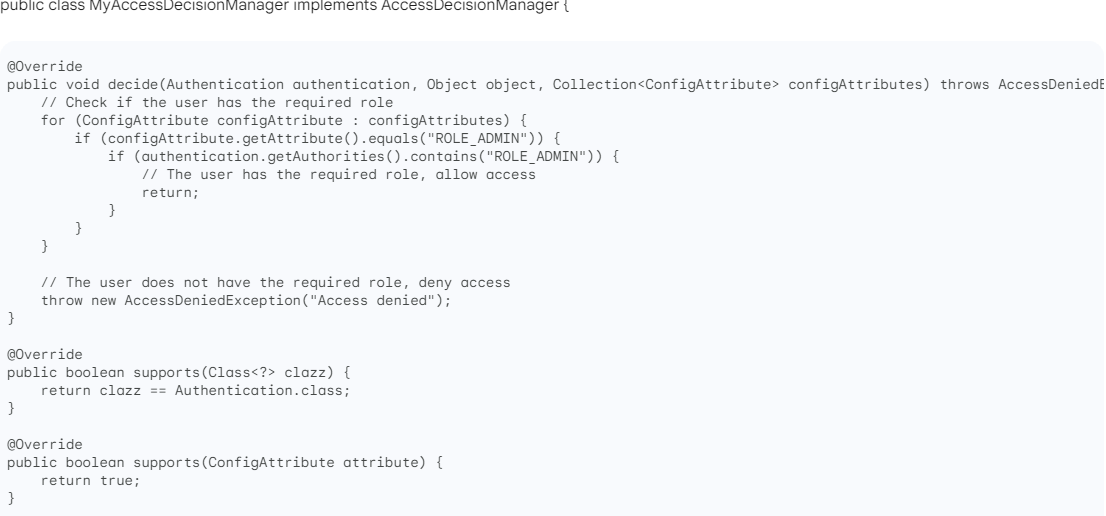 public class MyAccessDecisionManager implements AccessDecisionManager {
@Override
public void decide(Authentication authentication, Object object, Collection<ConfigAttribute> configAttributes) throws AccessDeniedE
// Check if the user has the required role
for (ConfigAttribute configAttribute : configAttributes) {
if (configAttribute.getAttribute().equals("ROLE_ADMIN")) {
if (authentication.getAuthorities().contains("ROLE_ADMIN")) {
// The user has the required role, allow access
return;
}
}
}
// The user does not have the required role, deny access
throw new AccessDeniedException("Access denied");
}
@Override
public boolean supports(Class<?> clazz) {
return clazz == Authentication.class;
}
@Override
public boolean supports(ConfigAttribute attribute) {
return true;
}